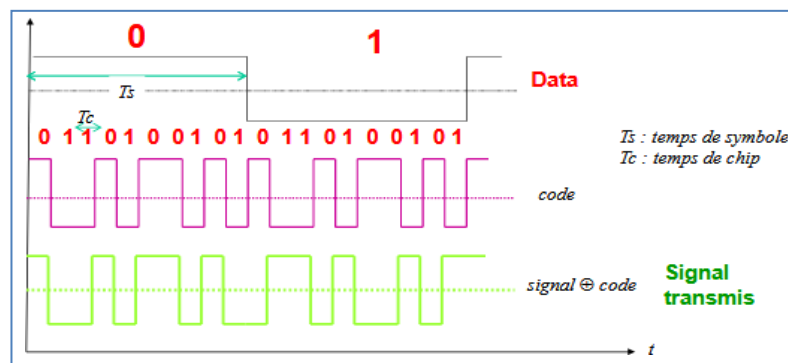 0 1
Data
Ts
Tc
0 1 1 0 1 0 0 1 0 1 0 1 1 0 1 0 0 1 0 1
Ts : temps de symbole
Tc : temps de chip
code
signal ⊕ code
Signal
transmis
t